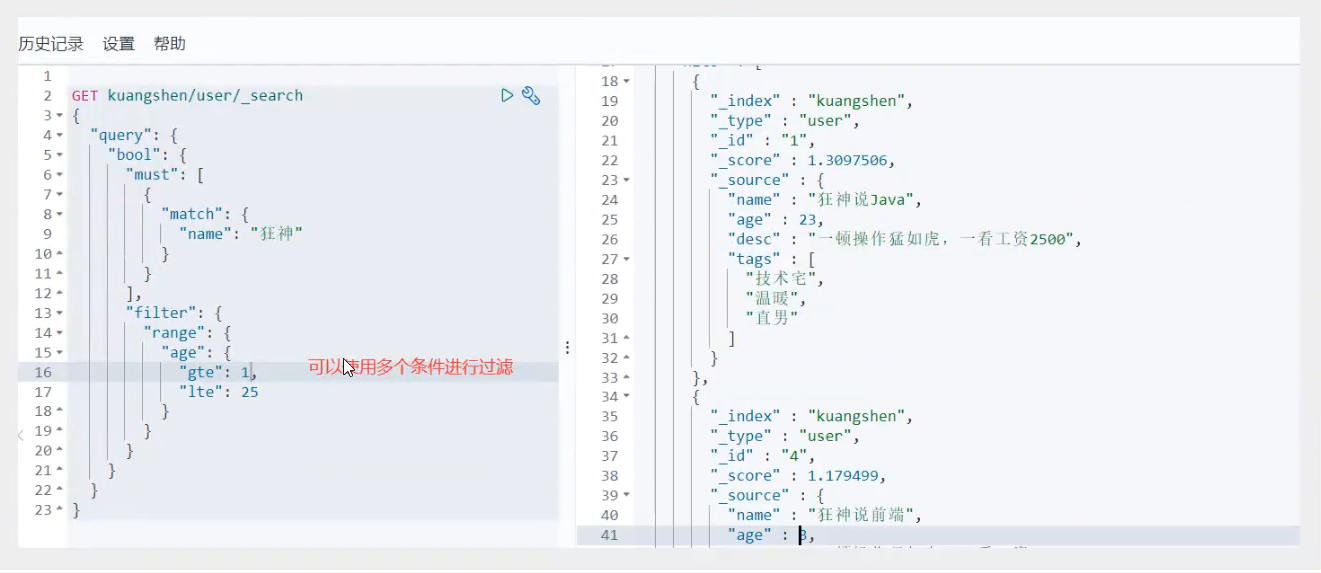 历史记录 设置 帮助
1
2 GET kuangshen/user/_search
3 {
4 "query": {
5 "bool": {
6 "must": [
7 {
8 "match": {
9 "name": "狂神"
10 }
11 }
12 ],
13 "filter": {
14 "range": {
15 "age": {
16 "gte": 1,
可以使用多个条件进行过滤
17 "lte": 25
18 }
19 }
20 }
21 }
22 }
23 }
18 {
19 "_index" : "kuangshen",
20 "_type" : "user",
21 "_id" : "1",
22 "_score" : 1.3097506,
23 "_source" : {
24 "name" : "狂神说Java",
25 "age" : 23,
26 "desc" : "一顿操作猛如虎，一看工资2500",
27 "tags" : [
28 "技术宅",
29 "温暖",
30 "直男"
31 ]
32 }
33 },
34 {
35 "_index" : "kuangshen",
36 "_type" : "user",
37 "_id" : "4",
38 "_score" : 1.179499,
39 "_source" : {
40 "name" : "狂神说前端",
41 "age" : 3,